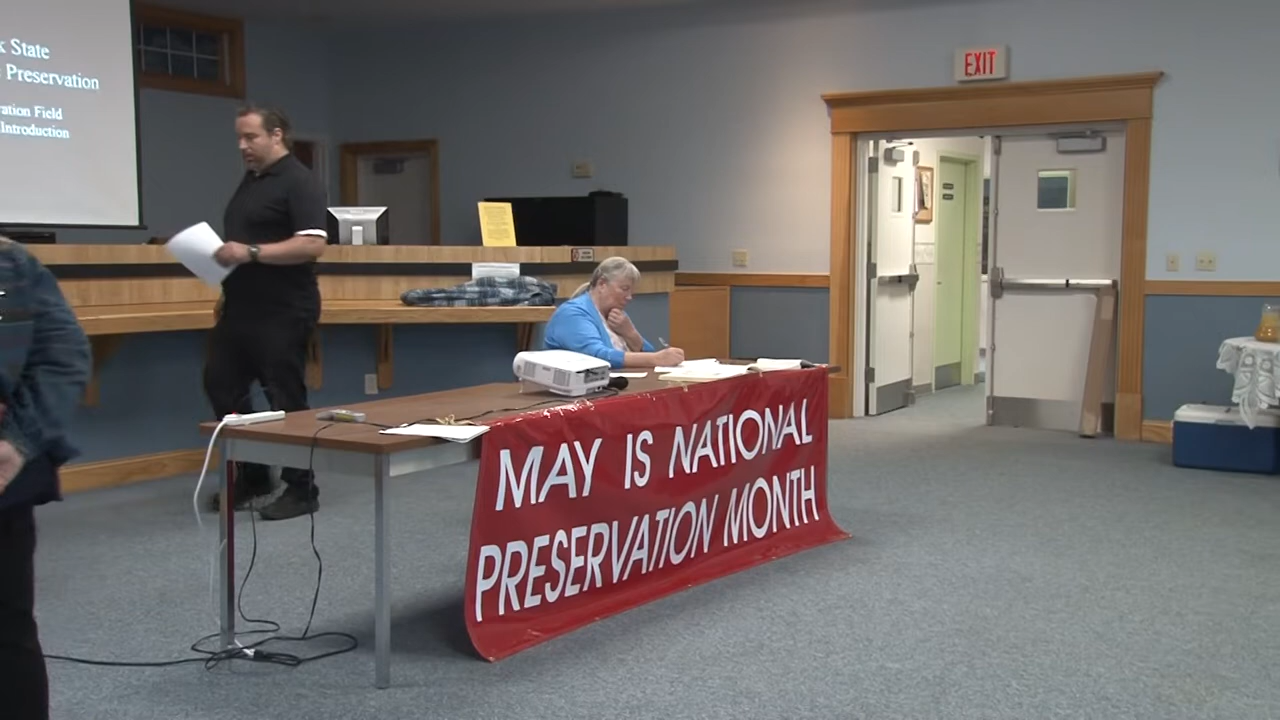 k State
Preservation
ration Field
Introduction
EXIT
MAY IS NATIONAL
PRESERVATION MONTH